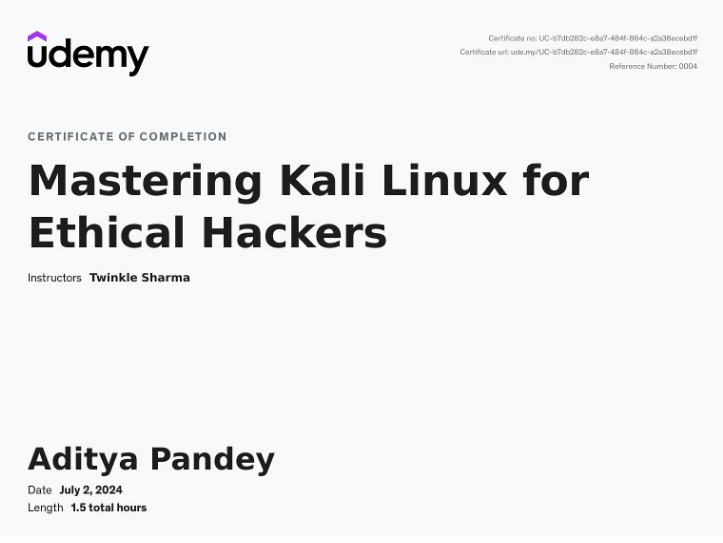 udemy
Certificate no: UC-b7db282c-e8a7-484f-864c-a2a38ecebd1f
Certificate url: ude.my/UC-b7db282c-e8a7-484f-864c-a2a38ecebd1f
Reference Number: 0004
CERTIFICATE OF COMPLETION
Mastering Kali Linux for
Ethical Hackers
Instructors Twinkle Sharma
Aditya Pandey
Date July 2, 2024
Length 1.5 total hours